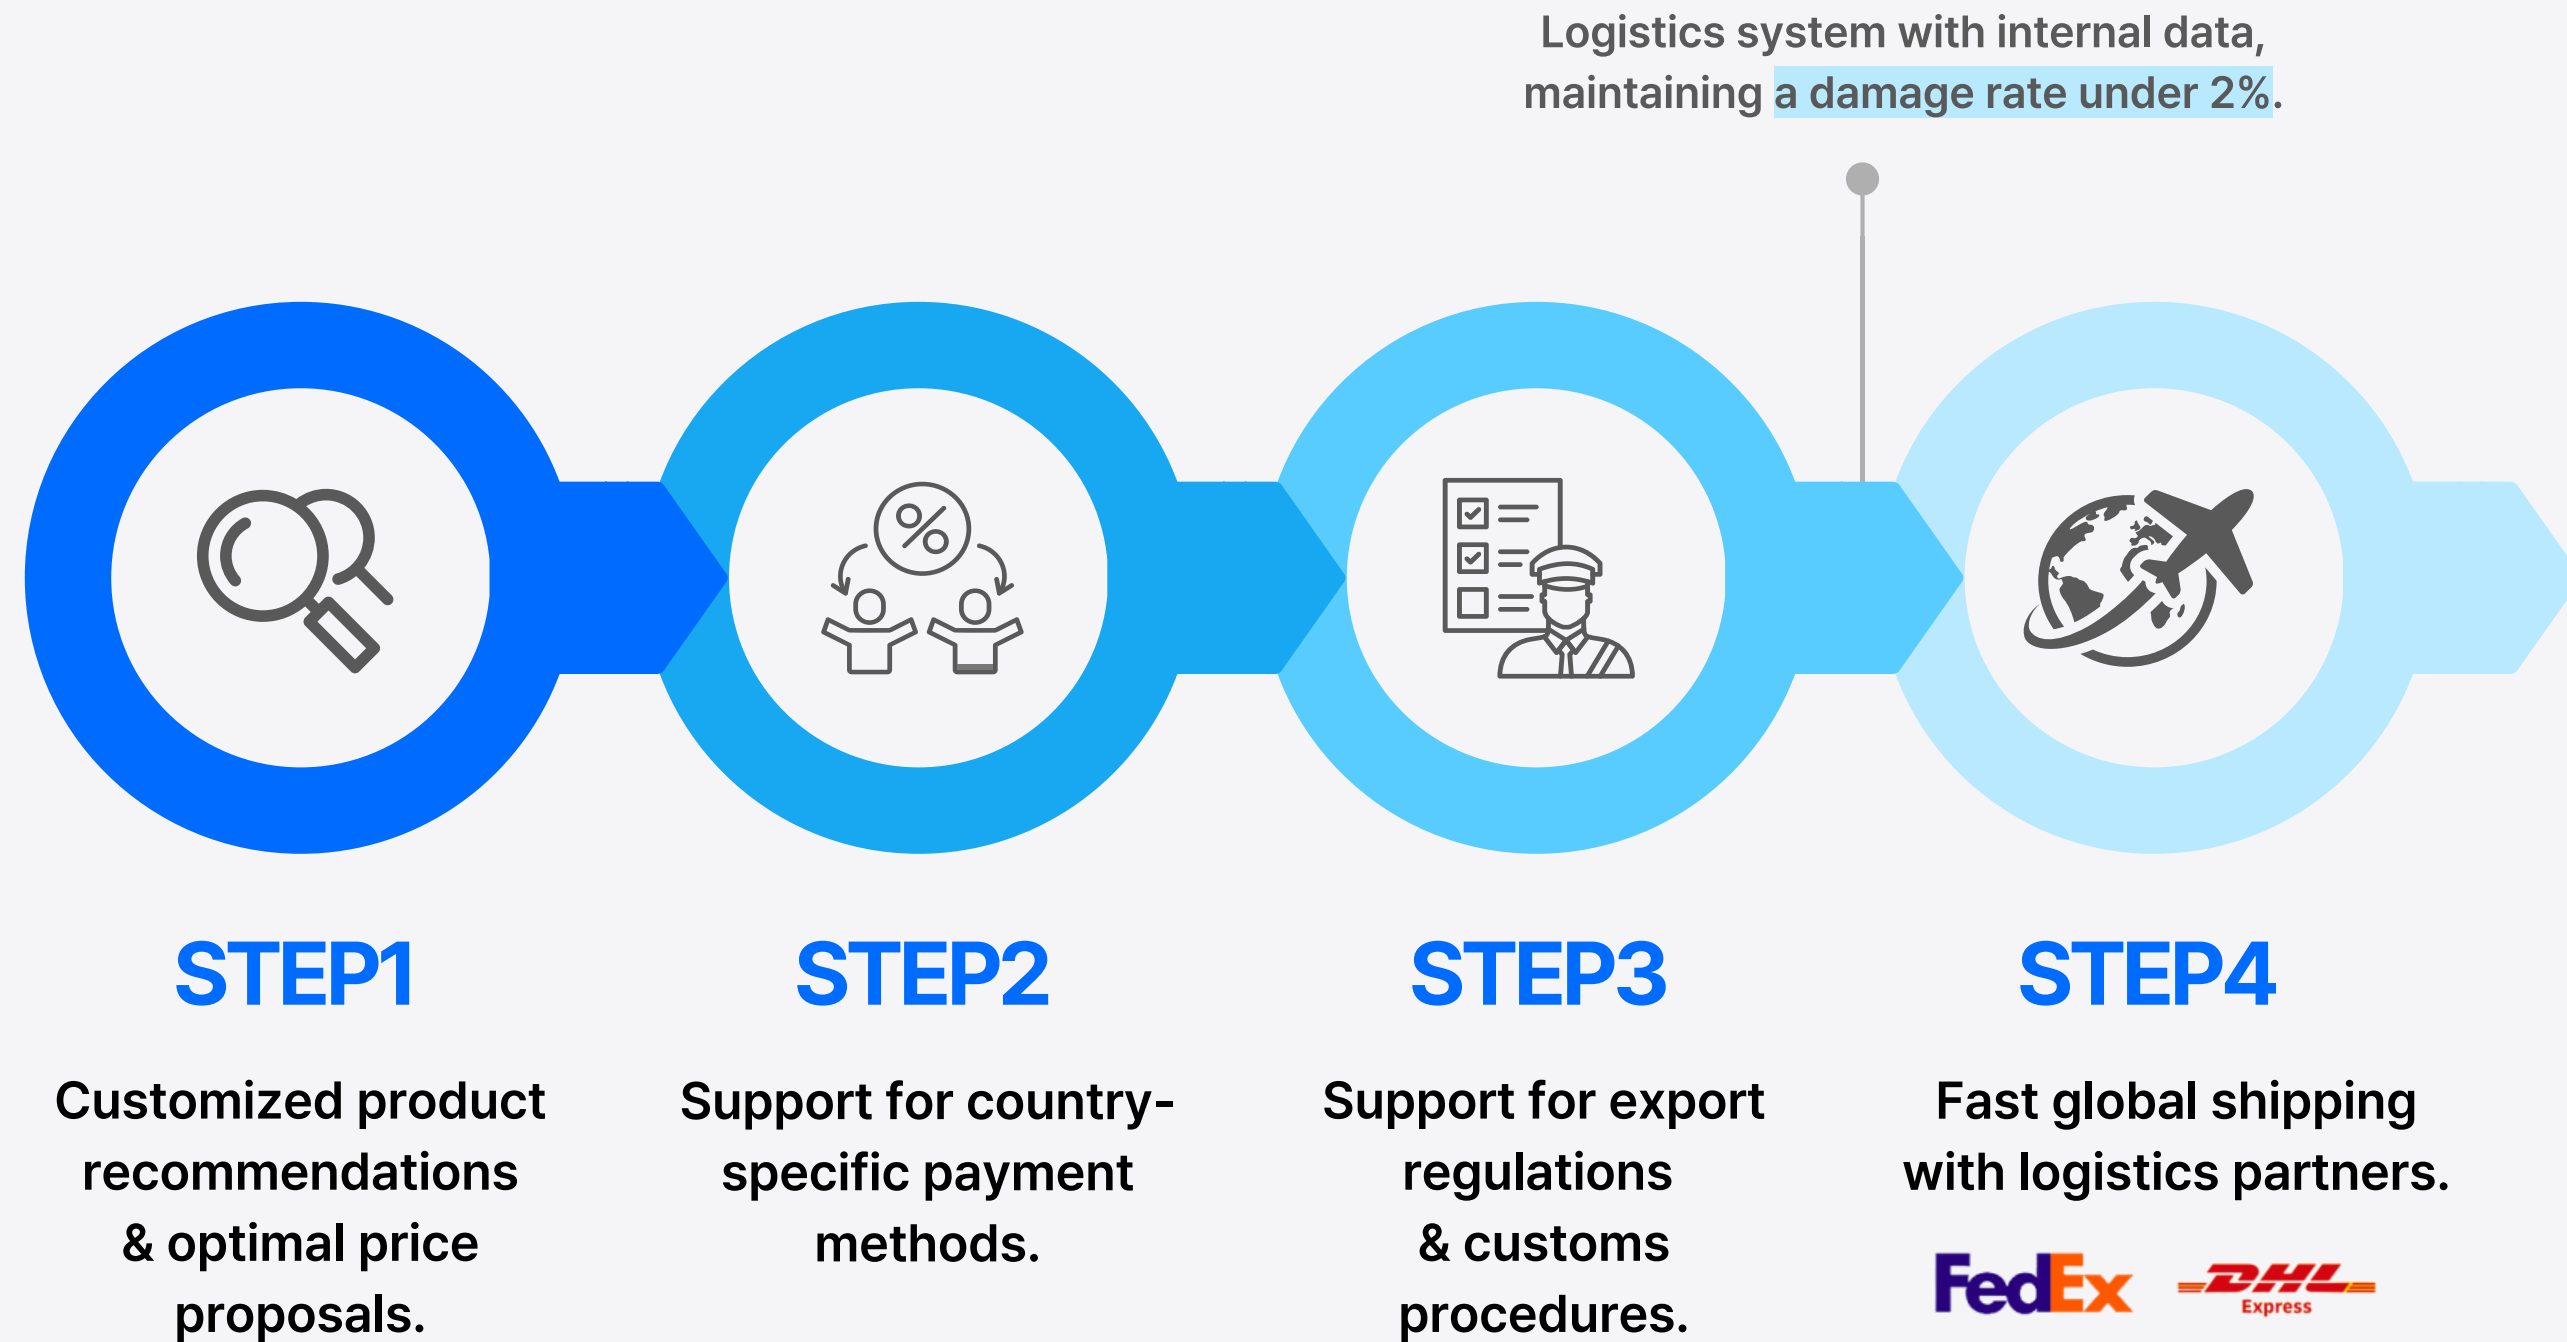 Logistics system with internal data,
maintaining a damage rate under 2%.
%
STEP1
Customized product
recommendations
& optimal price
proposals.
STEP2
Support for country-
specific payment
methods.
STEP3
Support for export
regulations
& customs
procedures.
STEP4
Fast global shipping
with logistics partners.
FedEx
DHL
Express